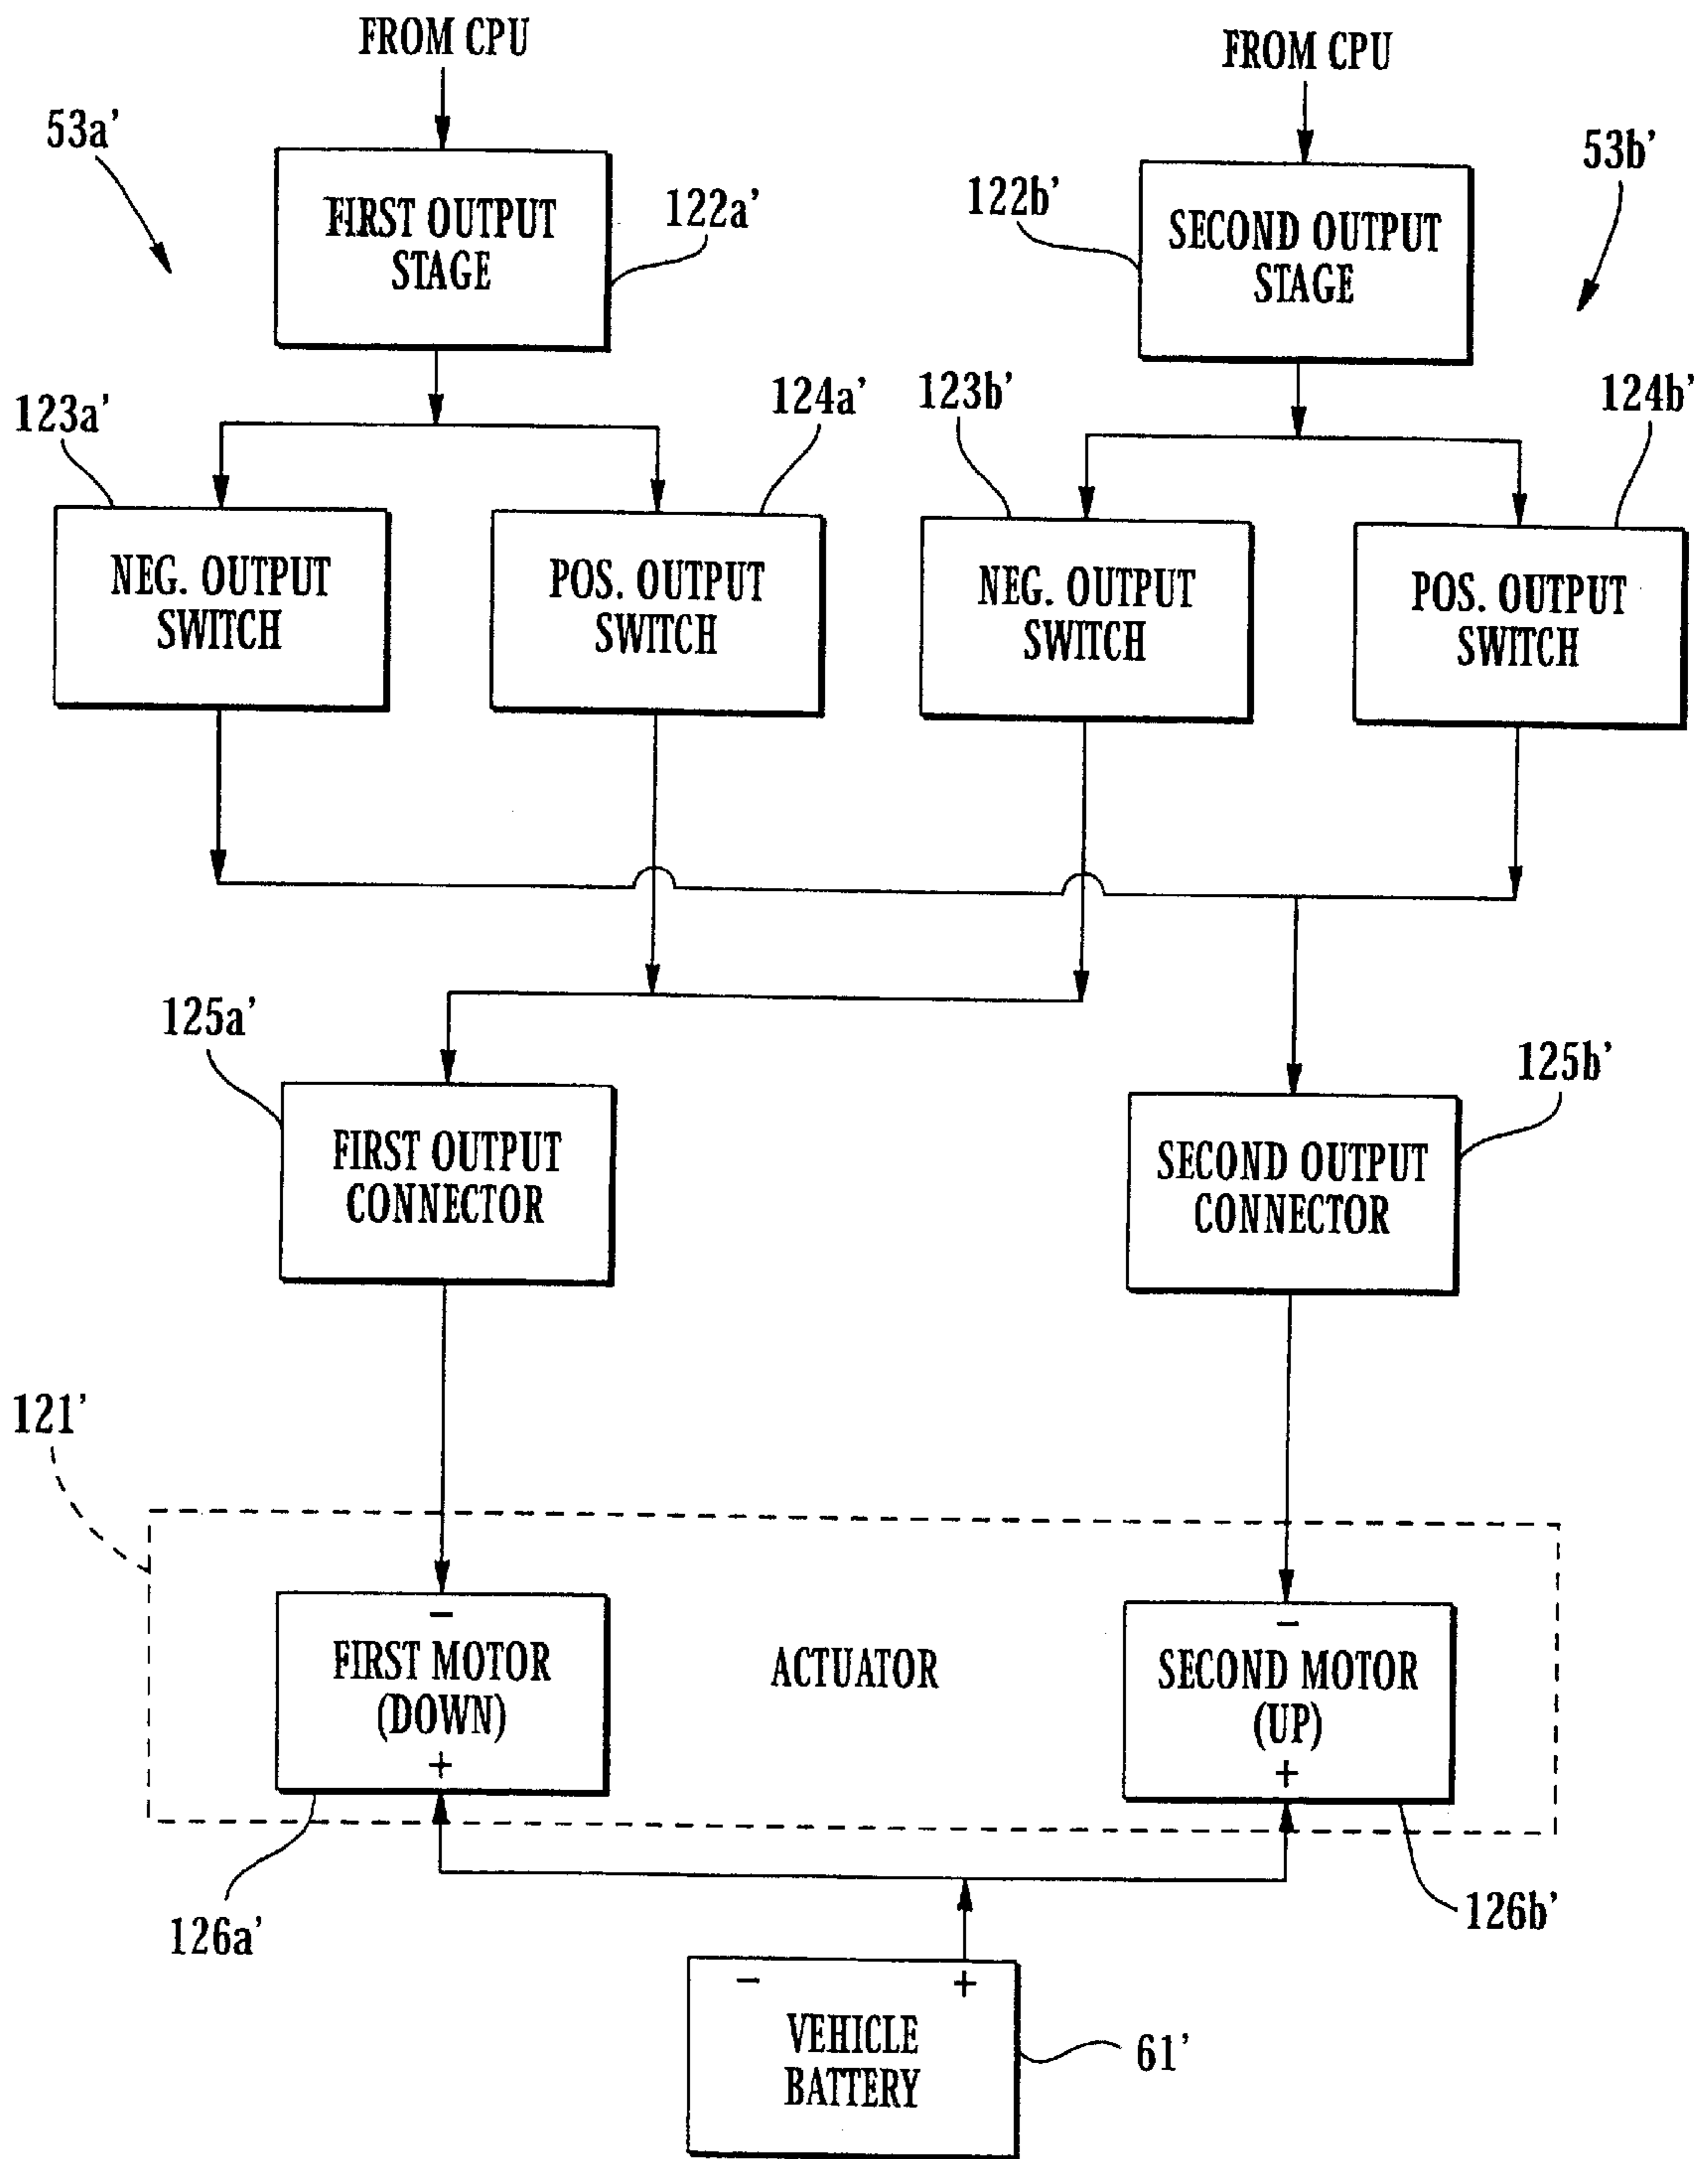 FROM CPU
FROM CPU
53a’
53b’
FIRST OUTPUT
STAGE
122a’
122b’
SECOND OUTPUT
STAGE
123a’
124a’
123b’
124b’
NEG. OUTPUT
SWITCH
POS. OUTPUT
SWITCH
NEG. OUTPUT
SWITCH
POS. OUTPUT
SWITCH
125a’
125b’
FIRST OUTPUT
CONNECTOR
SECOND OUTPUT
CONNECTOR
121’
−
FIRST MOTOR
(DOWN)
+
ACTUATOR
−
SECOND MOTOR
(UP)
+
126a’
126b’
− +
VEHICLE
BATTERY
61’